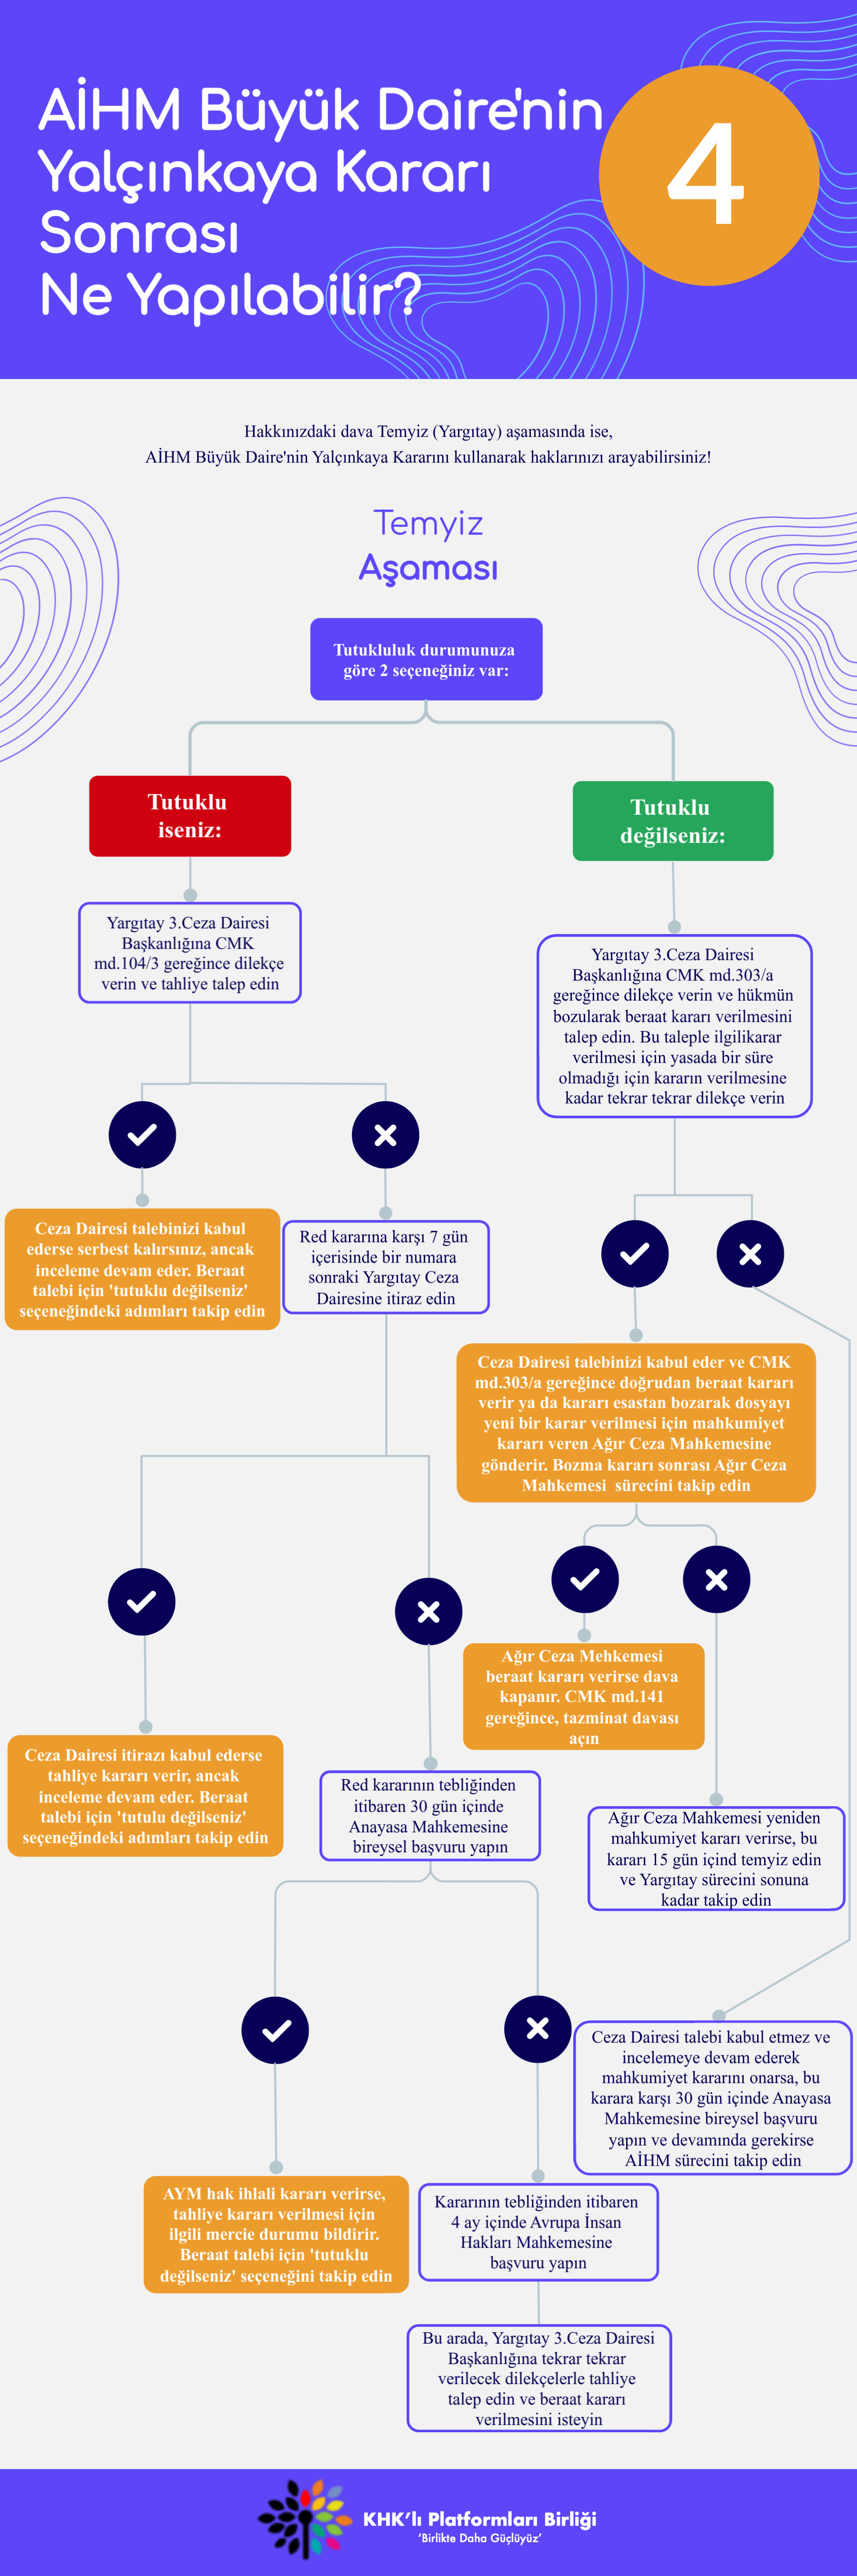 AİHM Büyük Daire'nin
Yalçınkaya Kararı
Sonrası
Ne Yapılabilir?
4
Hakkınızdaki dava Temyiz (Yargıtay) aşamasında ise,
AİHM Büyük Daire'nin Yalçınkaya Kararını kullanarak haklarınızı arayabilirsiniz!
Temyiz
Aşaması
Tutukluluk durumunuza
göre 2 seçeneğiniz var:
Tutuklu
iseniz:
Tutuklu
değilseniz:
Yargıtay 3.Ceza Dairesi
Başkanlığına CMK
md.104/3 gereğince dilekçe
verin ve tahliye talep edin
Yargıtay 3.Ceza Dairesi
Başkanlığına CMK md.303/a
gereğince dilekçe verin ve hükmün
bozularak beraat kararı verilmesini
talep edin. Bu taleple ilgilikarar
verilmesi için yasada bir süre
olmadığı için kararın verilmesine
kadar tekrar tekrar dilekçe verin
Ceza Dairesi talebinizi kabul
ederse serbest kalırsınız, ancak
inceleme devam eder. Beraat
talebi için 'tutuklu değilseniz'
seçeneğindeki adımları takip edin
Red kararına karşı 7 gün
içerisinde bir numara
sonraki Yargıtay Ceza
Dairesine itiraz edin
Ceza Dairesi talebinizi kabul eder ve CMK
md.303/a gereğince doğrudan beraat kararı
verir ya da kararı esastan bozarak dosyayı
yeni bir karar verilmesi için mahkumiyet
kararı veren Ağır Ceza Mahkemesine
gönderir. Bozma kararı sonrası Ağır Ceza
Mahkemesi sürecini takip edin
Ağır Ceza Mehkemesi
beraat kararı verirse dava
kapanır. CMK md.141
gereğince, tazminat davası
açın
Ceza Dairesi itirazı kabul ederse
tahliye kararı verir, ancak
inceleme devam eder. Beraat
talebi için 'tutulu değilseniz'
seçeneğindeki adımları takip edin
Red kararının tebliğinden
itibaren 30 gün içinde
Anayasa Mahkemesine
bireysel başvuru yapın
Ağır Ceza Mahkemesi yeniden
mahkumiyet kararı verirse, bu
kararı 15 gün içind temyiz edin
ve Yargıtay sürecini sonuna
kadar takip edin
Ceza Dairesi talebi kabul etmez ve
incelemeye devam ederek
mahkumiyet kararını onarsa, bu
karara karşı 30 gün içinde Anayasa
Mahkemesine bireysel başvuru
yapın ve devamında gerekirse
AİHM sürecini takip edin
AYM hak ihlali kararı verirse,
tahliye kararı verilmesi için
ilgili mercie durumu bildirir.
Beraat talebi için 'tutuklu
değilseniz' seçeneğini takip edin
Kararının tebliğinden itibaren
4 ay içinde Avrupa İnsan
Hakları Mahkemesine
başvuru yapın
Bu arada, Yargıtay 3.Ceza Dairesi
Başkanlığına tekrar tekrar
verilecek dilekçelerle tahliye
talep edin ve beraat kararı
verilmesini isteyin
KHK'lı Platformları Birliği
'Birlikte Daha Güçlüyüz'